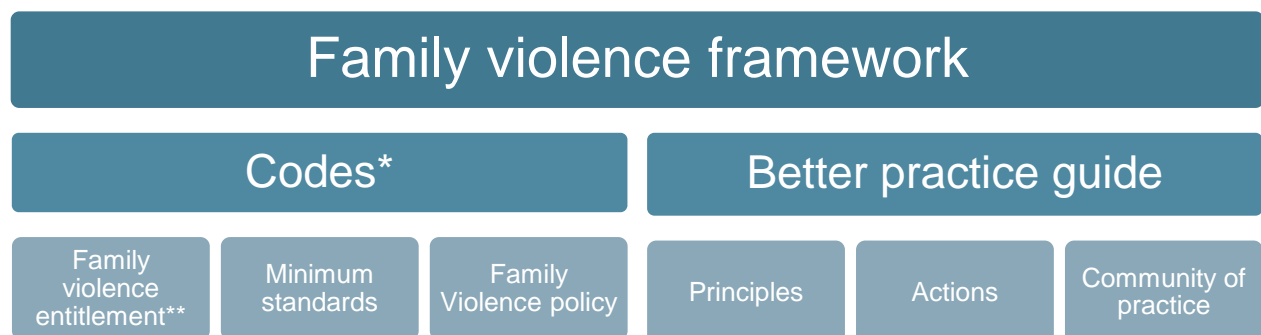 Family violence framework
Codes*
Better practice guide
Family
violence
entitlement**
Minimum
standards
Family
Violence policy
Principles
Actions
Community of
practice